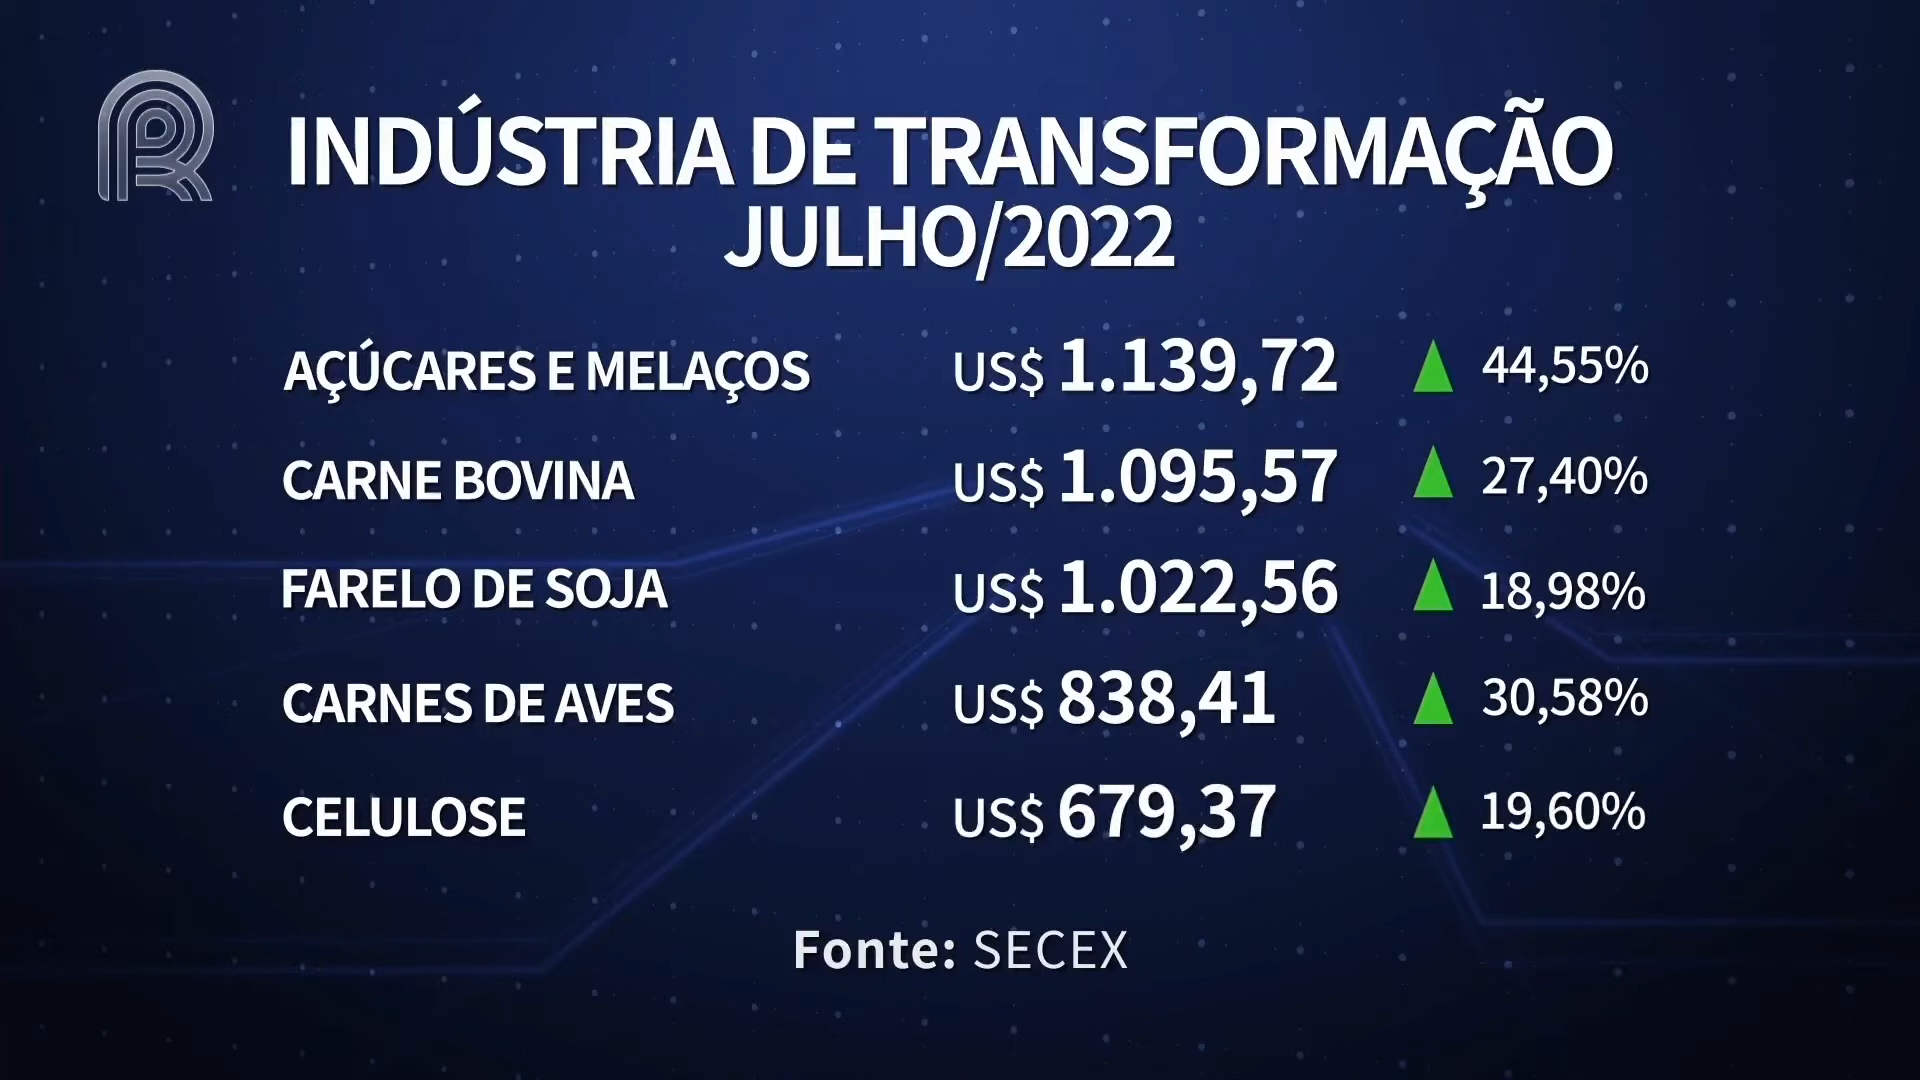 INDÚSTRIA DE TRANSFORMAÇÃO
JULHO/2022
AÇÚCARES E MELAÇOS US$ 1.139,72 44,55%
CARNE BOVINA US$ 1.095,57 27,40%
FARELO DE SOJA US$ 1.022,56 18,98%
CARNES DE AVES US$ 838,41 30,58%
CELULOSE US$ 679,37 19,60%
Fonte: SECEX